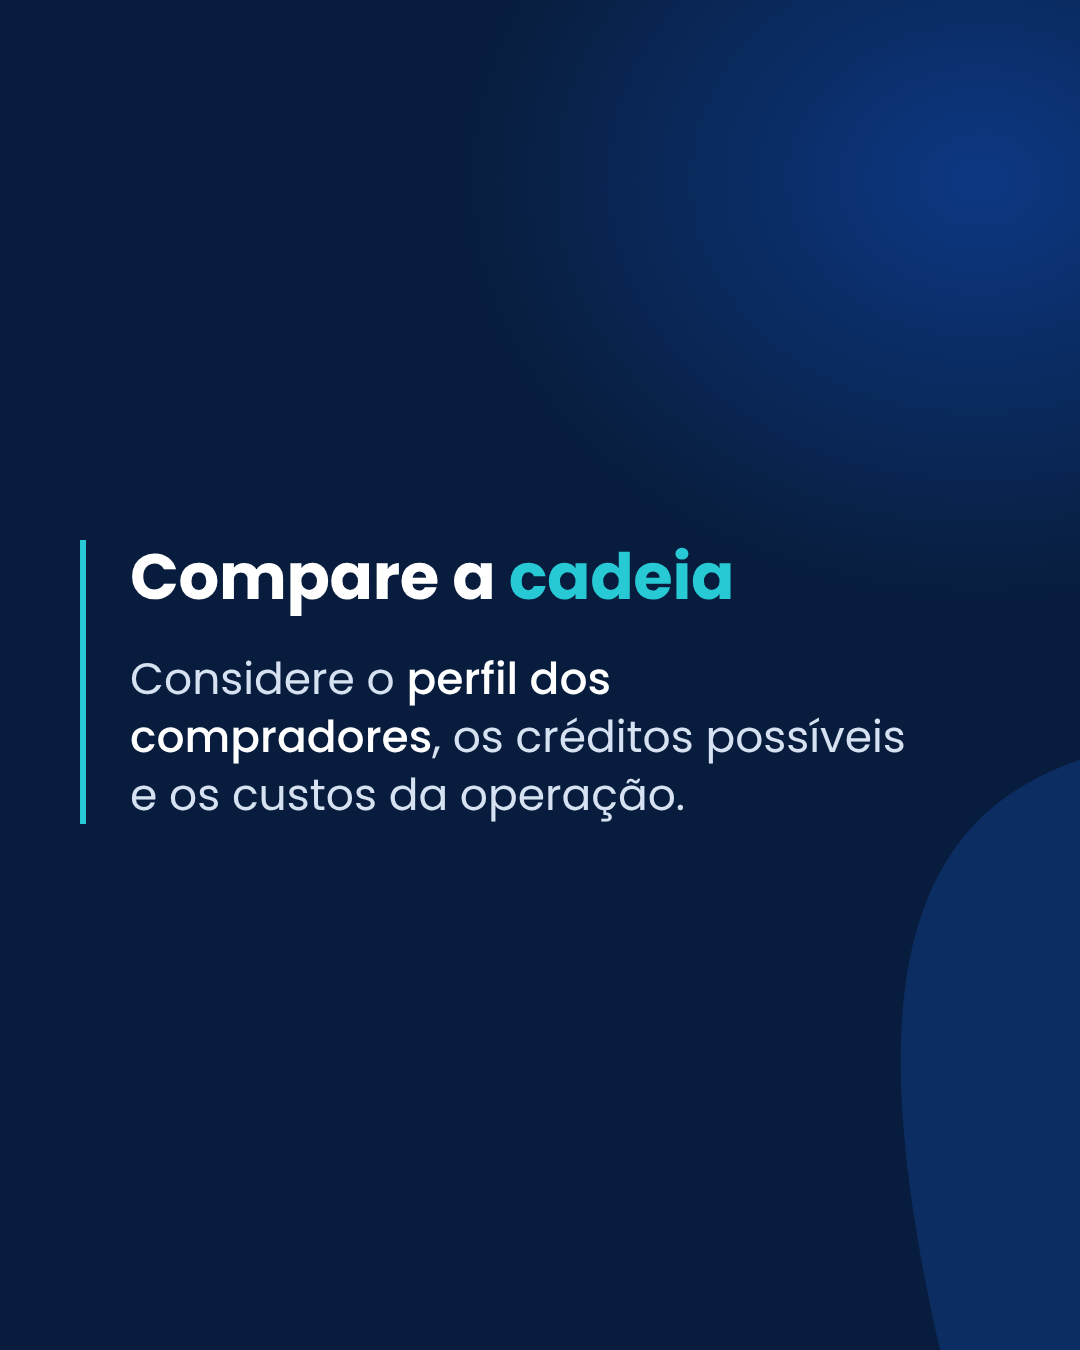 Compare a cadeia
Considere o perfil dos
compradores, os créditos possíveis
e os custos da operação.